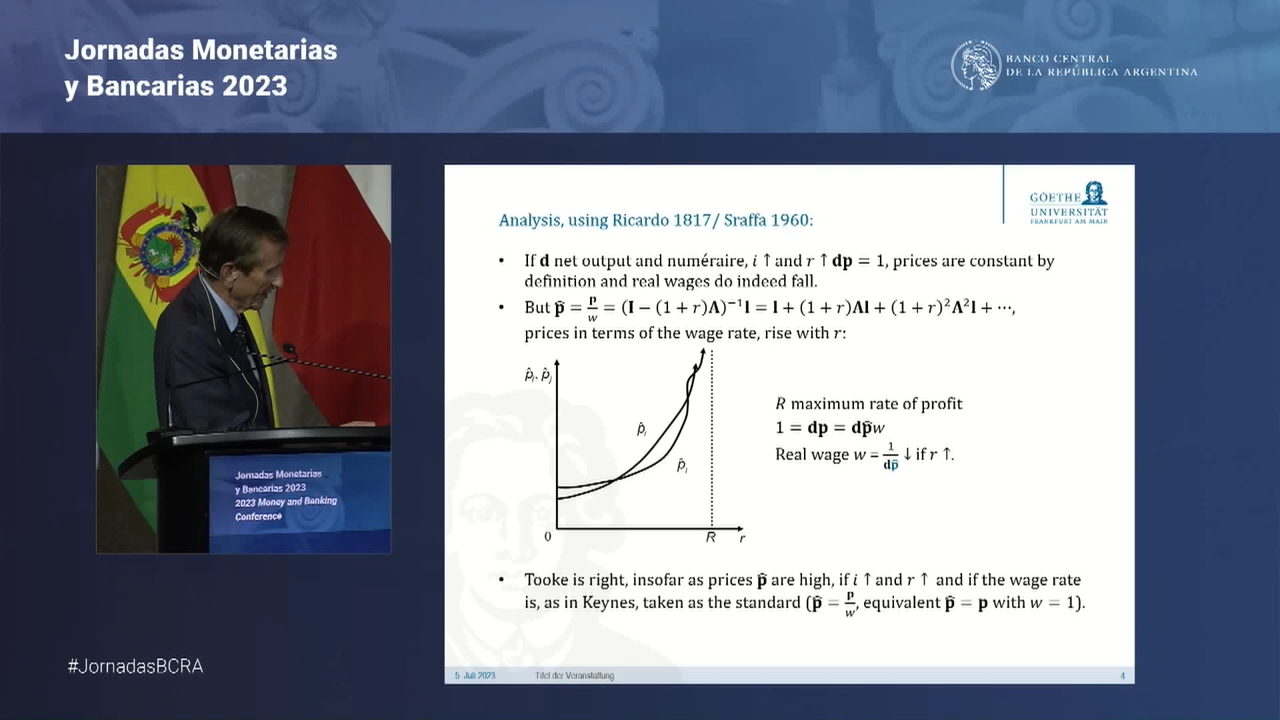 Jornadas Monetarias
y Bancarias 2023
BANCO CENTRAL
DE LA REPÚBLICA ARGENTINA
Jornadas Monetarias
y Bancarias 2023
2023 Money and Banking
Conference
#JornadasBCRA
GOETHE
UNIVERSITÄT
FRANKFURT AM MAIN
Analysis, using Ricardo 1817/ Sraffa 1960:
• If d net output and numéraire, i ↑ and r ↑ dp = 1, prices are constant by
definition and real wages do indeed fall.
• But p̂ = p/w = (I − (1 + r)Λ)⁻¹l = l + (1 + r)Λl + (1 + r)²Λ²l + ⋯,
prices in terms of the wage rate, rise with r:
p̂ᵢ, p̂ⱼ
p̂ᵢ
p̂ⱼ
0
R
r
R maximum rate of profit
1 = dp = dp̂w
Real wage w = 1/dp̂ ↓ if r ↑.
• Tooke is right, insofar as prices p̂ are high, if i ↑ and r ↑ and if the wage rate
is, as in Keynes, taken as the standard (p̂ = p/w, equivalent p̂ = p with w = 1).
5 Juli 2023
Titel der Veranstaltung
4